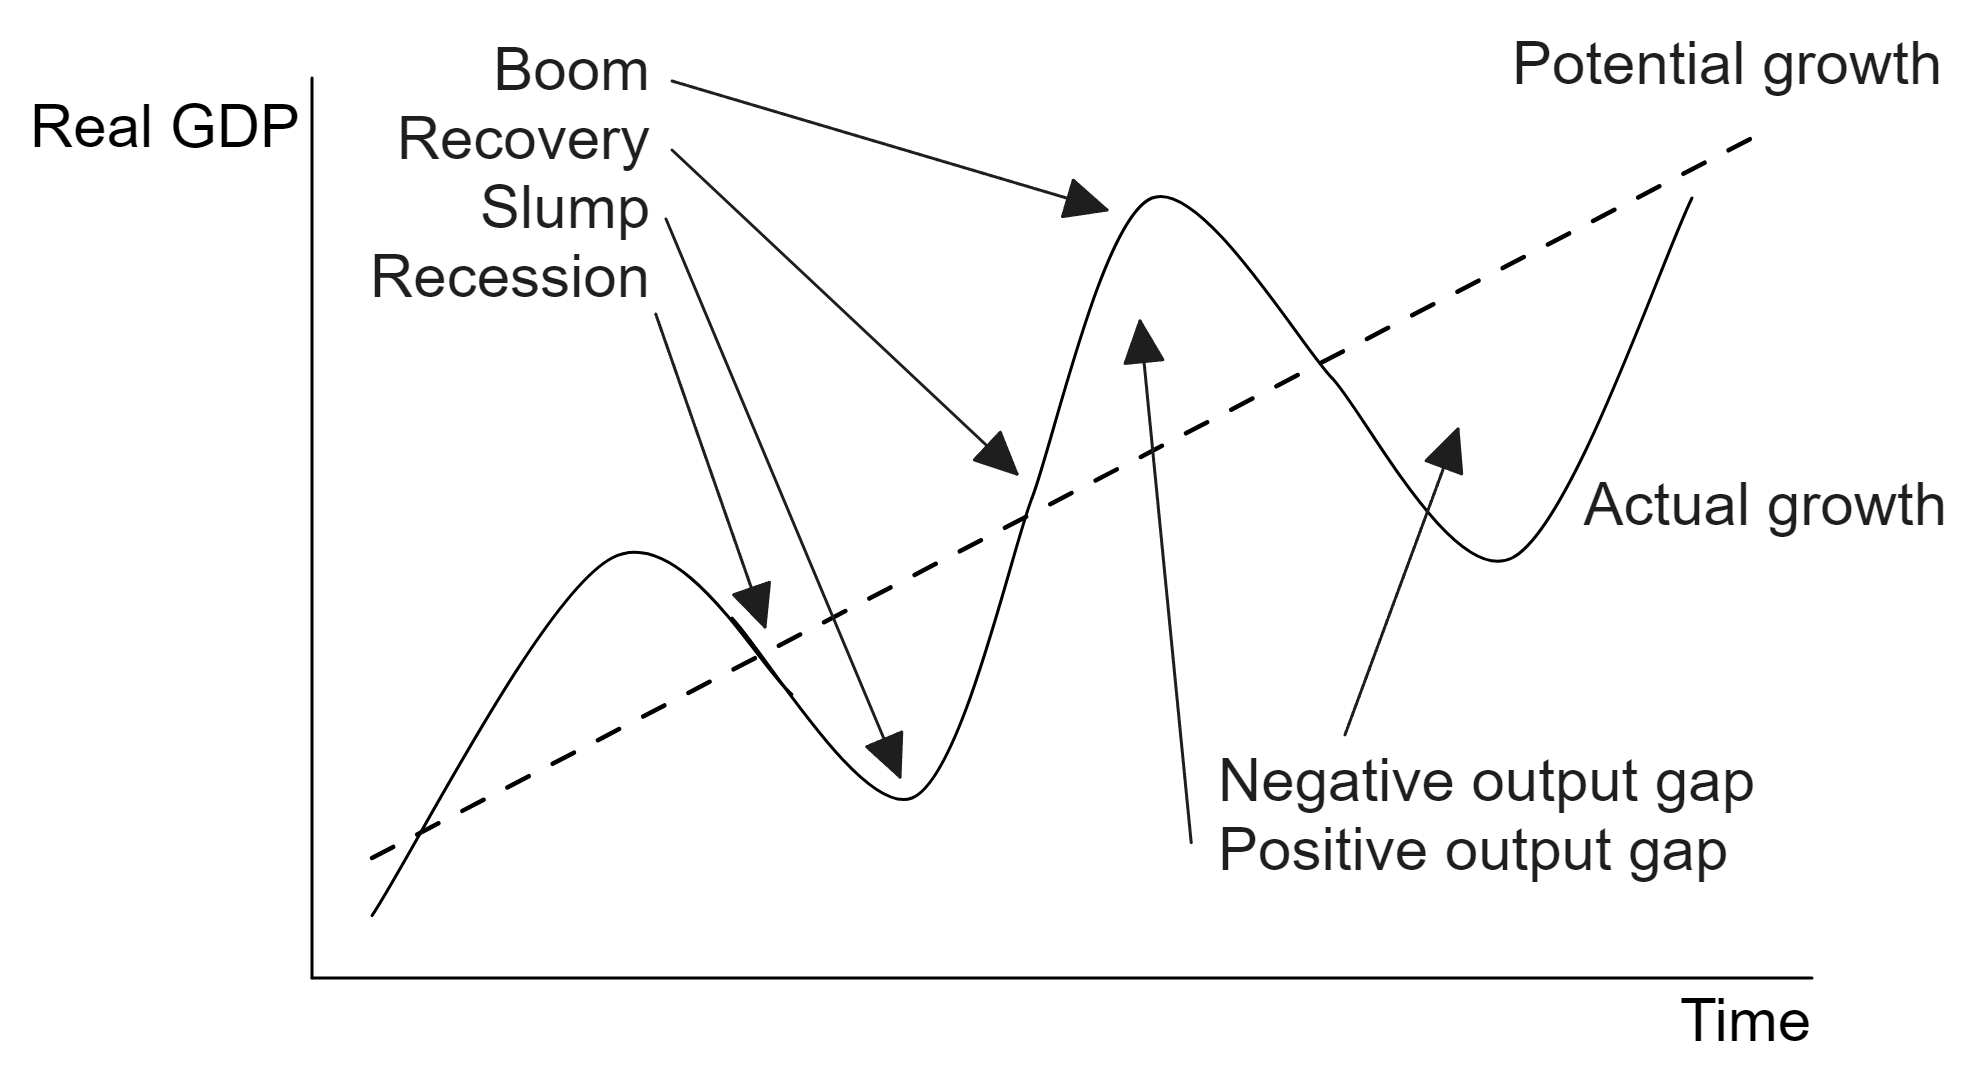 Boom
Potential growth
Real GDP
Recovery
Slump
Recession
Actual growth
Negative output gap
Positive output gap
Time